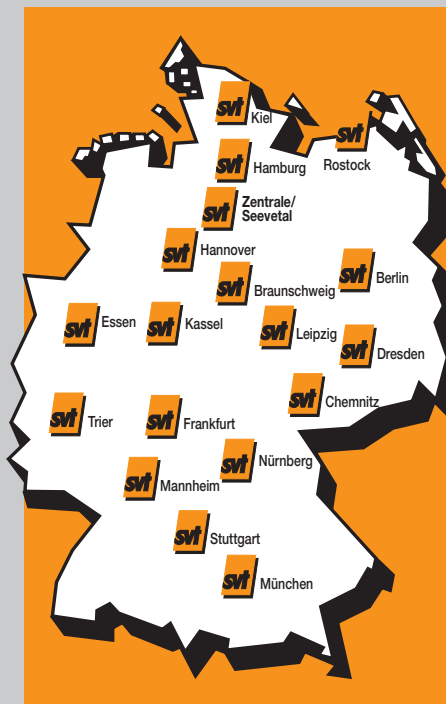 svt
Kiel
svt
Rostock
svt
Hamburg
svt
Zentrale/
Seevetal
svt
Hannover
svt
Braunschweig
svt
Berlin
svt
Essen
svt
Kassel
svt
Leipzig
svt
Dresden
svt
Chemnitz
svt
Trier
svt
Frankfurt
svt
Nürnberg
svt
Mannheim
svt
Stuttgart
svt
München